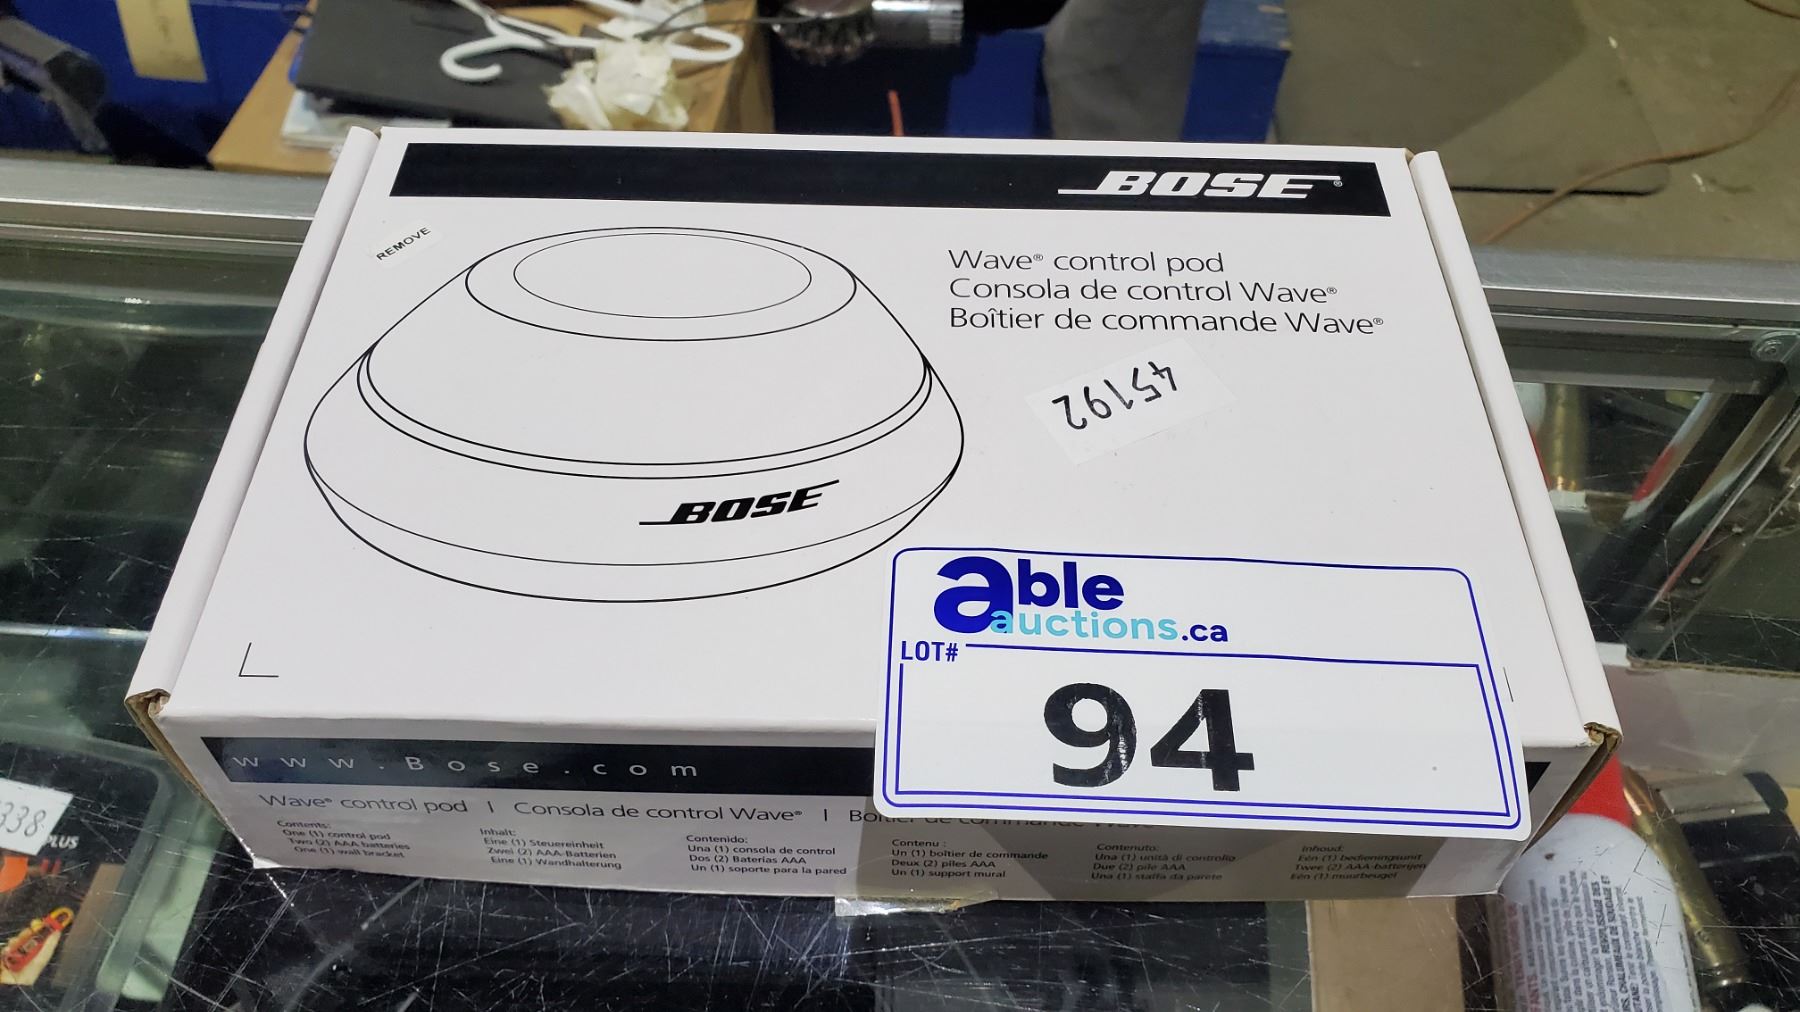 BOSE®
REMOVE
Wave® control pod
Consola de control Wave®
Boîtier de commande Wave®
45192
BOSE
able
auctions.ca
LOT#
94
www.Bose.com
Wave® control pod | Consola de control Wave® | Boîtier de commande Wave®
Contents:
One (1) control pod
Two (2) AAA batteries
One (1) wall bracket
Inhalt:
Eine (1) Steuereinheit
Zwei (2) AAA-Batterien
Eine (1) Wandhalterung
Contenido:
Una (1) consola de control
Dos (2) Baterías AAA
Un (1) soporte para la pared
Contenu :
Un (1) boîtier de commande
Deux (2) piles AAA
Un (1) support mural
Contenuto:
Una (1) unità di controllo
Due (2) pile AAA
Una (1) staffa da parete
Inhoud:
Eén (1) bedieningsunit
Twee (2) AAA-batterijen
Eén (1) muurbeugel
338
PLUS